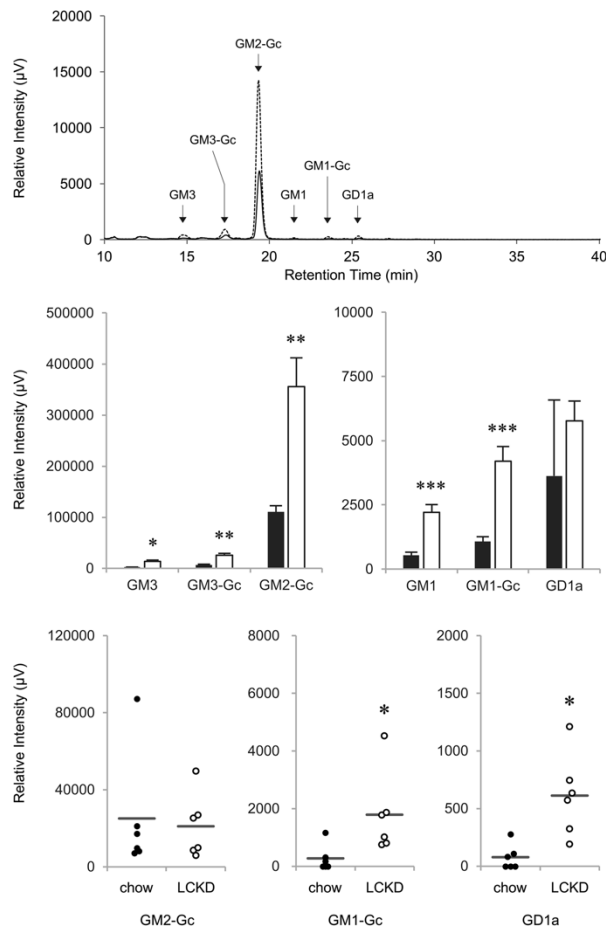 Relative Intensity (µV)
20000
15000
10000
5000
0
GM2-Gc
GM3-Gc
GM3
GM1
GM1-Gc
GD1a
10 15 20 25 30 35 40
Retention Time (min)
Relative Intensity (µV)
500000
400000
300000
200000
100000
0
*
**
**
GM3 GM3-Gc GM2-Gc
10000
7500
5000
2500
0
***
***
GM1 GM1-Gc GD1a
Relative Intensity (µV)
120000
80000
40000
0
chow LCKD
GM2-Gc
8000
6000
4000
2000
0
*
chow LCKD
GM1-Gc
2000
1500
1000
500
0
*
chow LCKD
GD1a